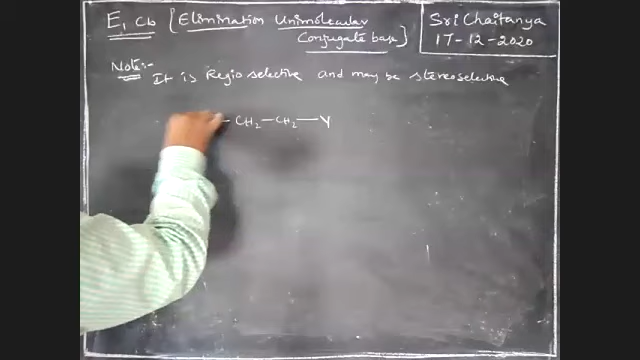 E1 Cb [Elimination Unimolecular
Conjugate base]
Sri Chaitanya
17-12-2020
Note:-
It is Regio selective and may be stereoselective
— CH2 — CH2 — Y